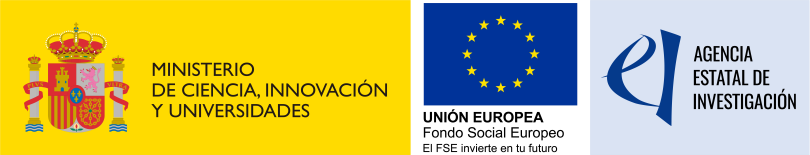 MINISTERIO
DE CIENCIA, INNOVACIÓN
Y UNIVERSIDADES
UNIÓN EUROPEA
Fondo Social Europeo
El FSE invierte en tu futuro
AGENCIA
ESTATAL DE
INVESTIGACIÓN